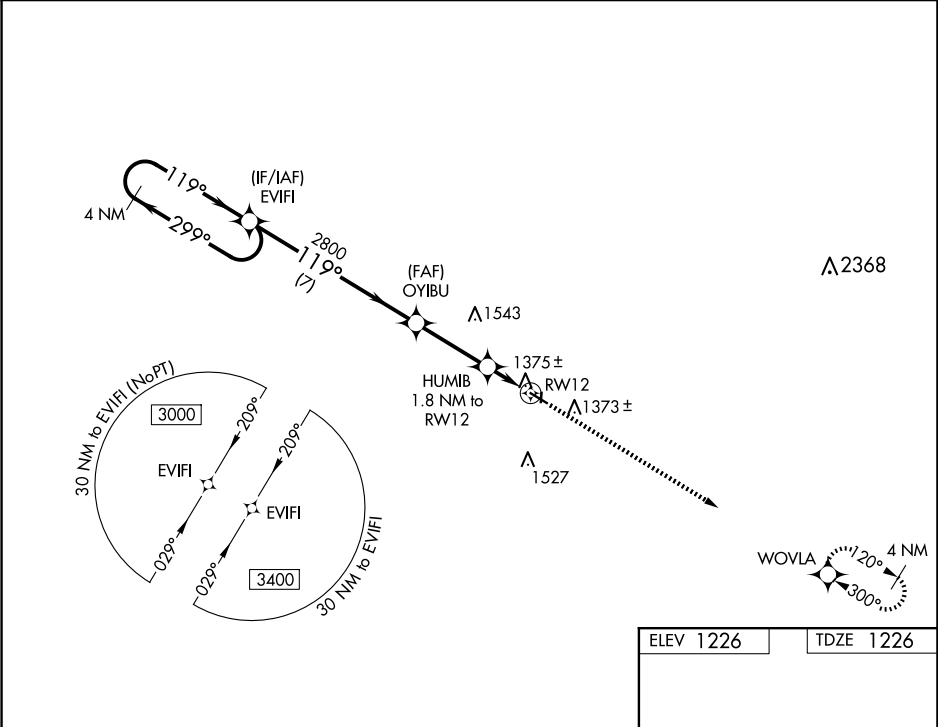 119°
4 NM
299°
(IF/IAF)
EVIFI
2800
119°
(7)
(FAF)
OYIBU
1543
2368
HUMIB
1.8 NM to
RW12
1375 ±
RW12
1373 ±
1527
30 NM to EVIFI (NoPT)
3000
209°
EVIFI
029°
209°
EVIFI
029°
3400
30 NM to EVIFI
WOVLA
120°
4 NM
300°
ELEV 1226
TDZE 1226